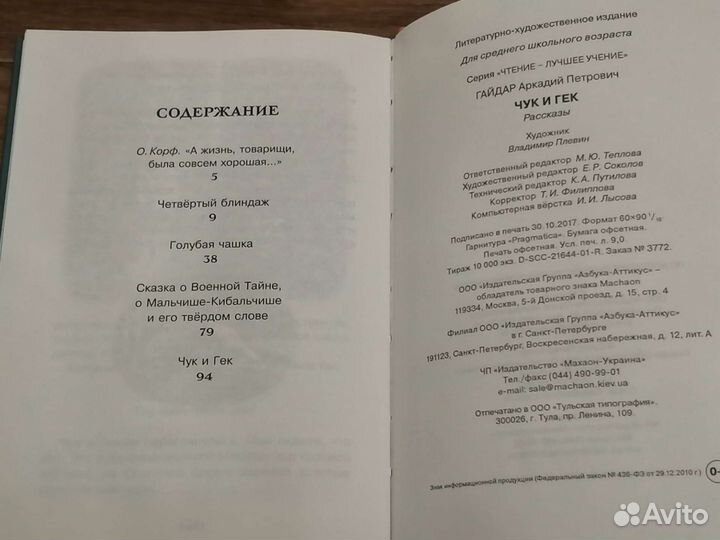 СОДЕРЖАНИЕ
О. Корф. «А жизнь, товарищи,
была совсем хорошая...»
5
Четвёртый блиндаж
9
Голубая чашка
38
Сказка о Военной Тайне,
о Мальчише-Кибальчише
и его твёрдом слове
79
Чук и Гек
94
Литературно-художественное издание
Для среднего школьного возраста
Серия «ЧТЕНИЕ – ЛУЧШЕЕ УЧЕНИЕ»
ГАЙДАР Аркадий Петрович
ЧУК И ГЕК
Рассказы
Художник
Владимир Плевин
Ответственный редактор М. Ю. Теплова
Художественный редактор Е. Р. Соколов
Технический редактор К. А. Путилова
Корректор Т. И. Филиппова
Компьютерная вёрстка И. И. Лысова
Подписано в печать 30.10.2017. Формат 60×90 1/16
Гарнитура «Pragmatica». Бумага офсетная.
Печать офсетная. Усл. печ. л. 9,0.
Тираж 10 000 экз. D-SCC-21644-01-R. Заказ № 3772.
ООО «Издательская Группа «Азбука-Аттикус» –
обладатель товарного знака Machaon
119334, Москва, 5-й Донской проезд, д. 15, стр. 4
Филиал ООО «Издательская Группа «Азбука-Аттикус»
в г. Санкт-Петербурге
191123, Санкт-Петербург, Воскресенская набережная, д. 12, лит. А
ЧП «Издательство «Махаон-Украина»
Тел./факс (044) 490-99-01
e-mail: sale@machaon.kiev.ua
Отпечатано в ООО «Тульская типография».
300026, г. Тула, пр. Ленина, 109.
Знак информационной продукции (Федеральный закон № 436-ФЗ от 29.12.2010 г.)
Avito